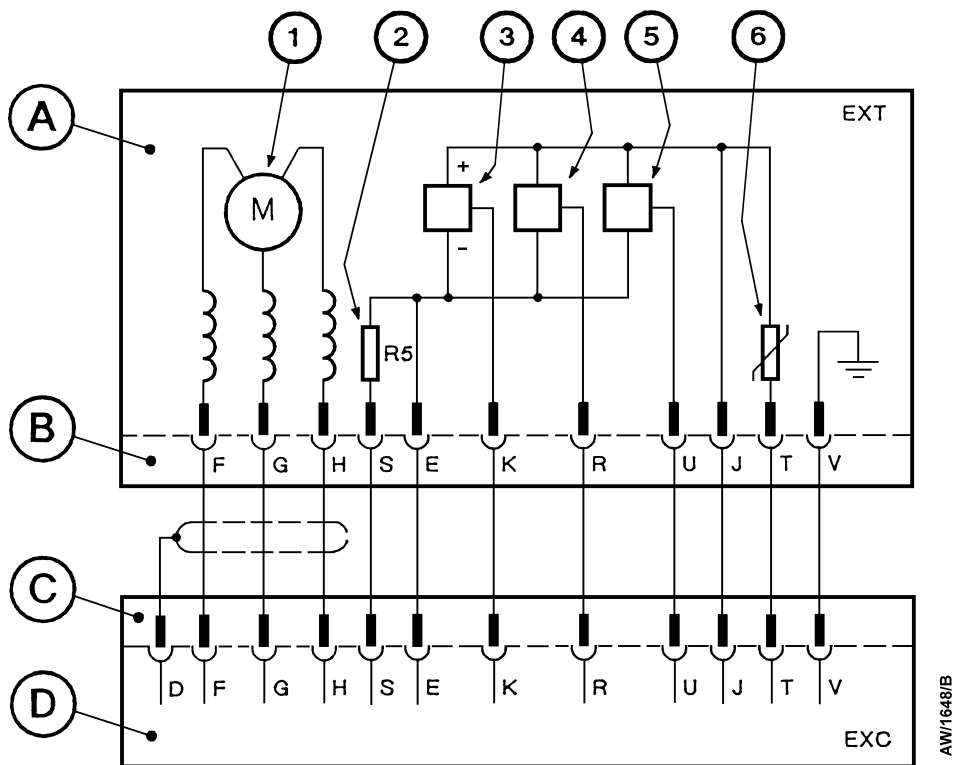 1 2 3 4 5 6
A
EXT
+
M
-
R5
B
F G H S E K R U J T V
C
D F G H S E K R U J T V
D
EXC
AW/1648/B